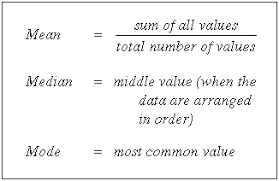 Mean = sum of all values
total number of values
Median = middle value (when the
data are arranged
in order)
Mode = most common value